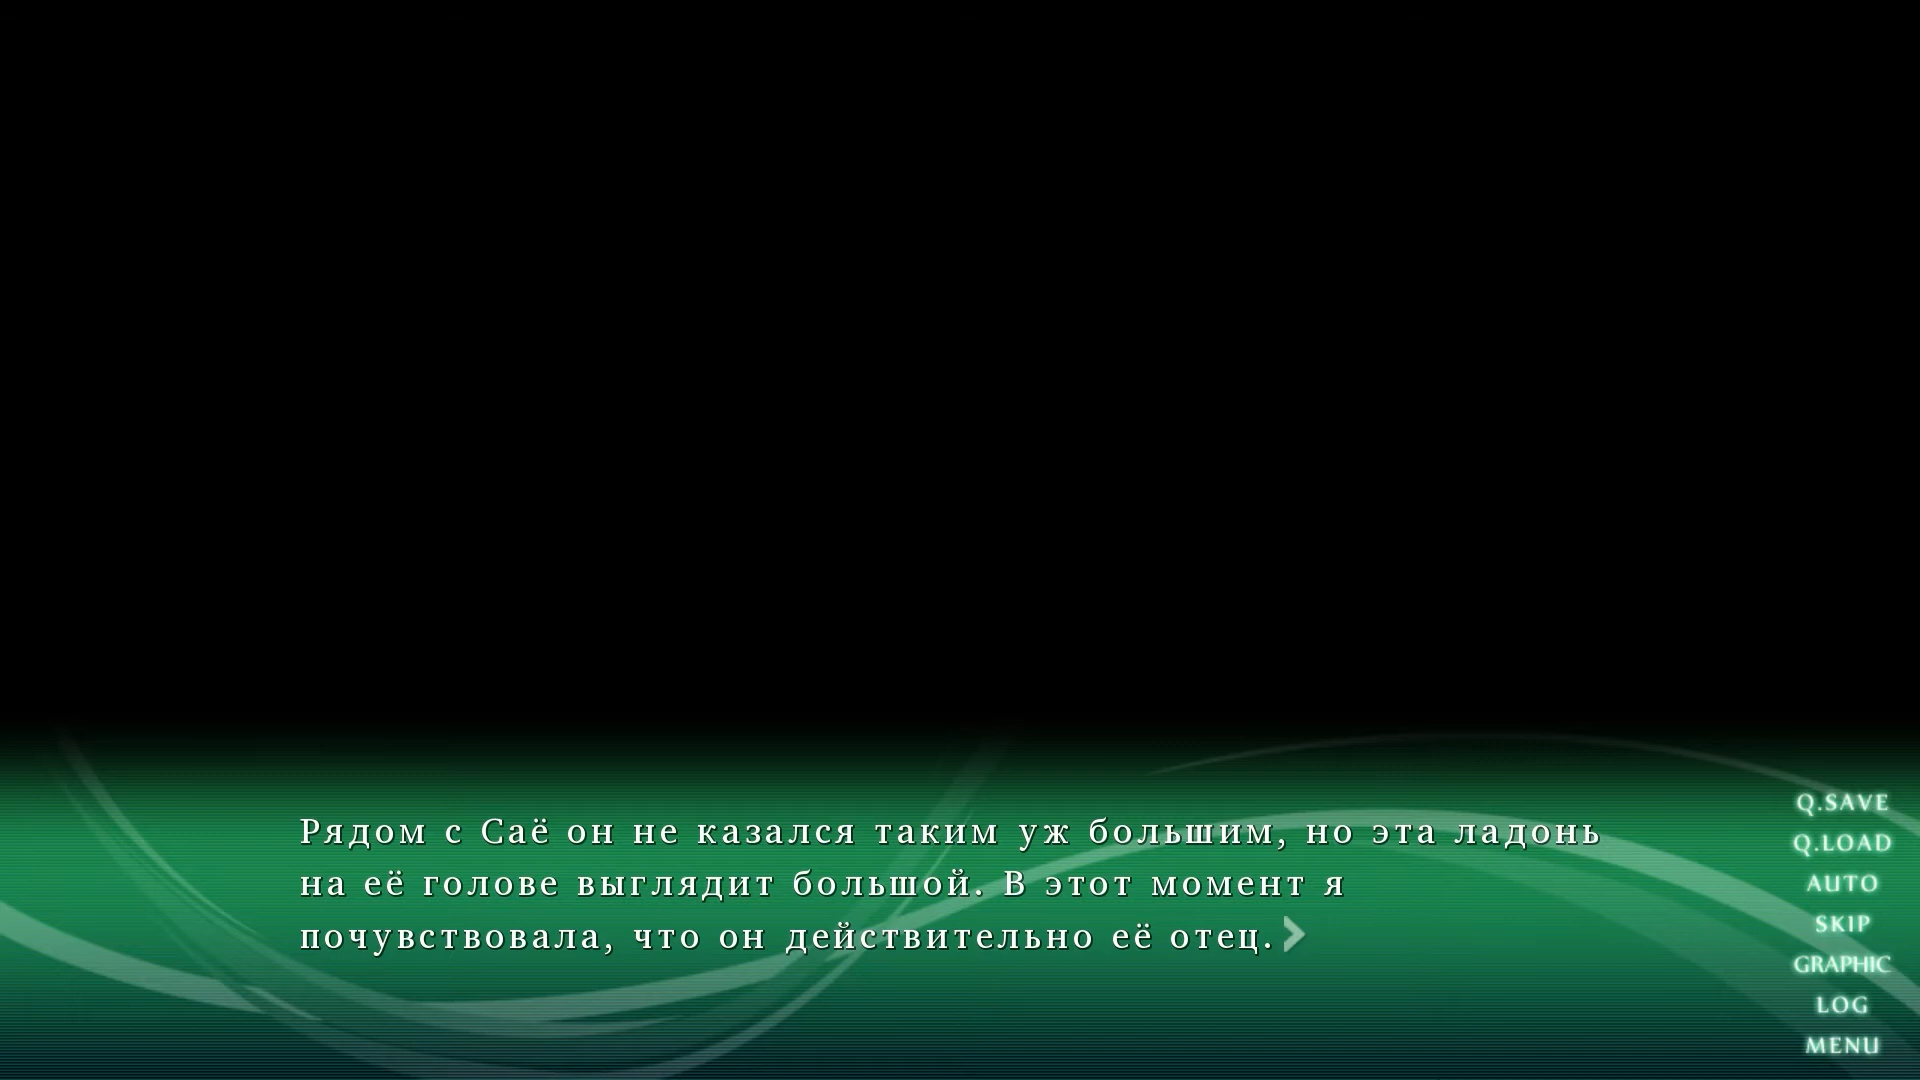 Рядом с Саё он не казался таким уж большим, но эта ладонь
на её голове выглядит большой. В этот момент я
почувствовала, что он действительно её отец.
Q.SAVE
Q.LOAD
AUTO
SKIP
GRAPHIC
LOG
MENU